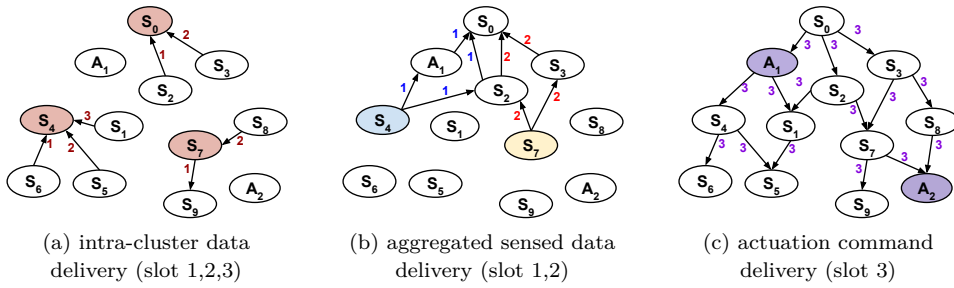 S0
2
1
S3
A1
S2
S4
3
S1
1
2
S6
S5
S8
S7
2
1
A2
S9
(a) intra-cluster data
delivery (slot 1,2,3)
S0
1
1
2
2
A1
S3
1
1
S2
2
2
S4
S1
S8
S7
S6
S5
A2
S9
(b) aggregated sensed data
delivery (slot 1,2)
S0
3
3
3
A1
S3
3
3
S2
3
3
3
3
S4
S1
S8
S7
3
3
3
3
3
3
S6
S5
A2
S9
(c) actuation command
delivery (slot 3)